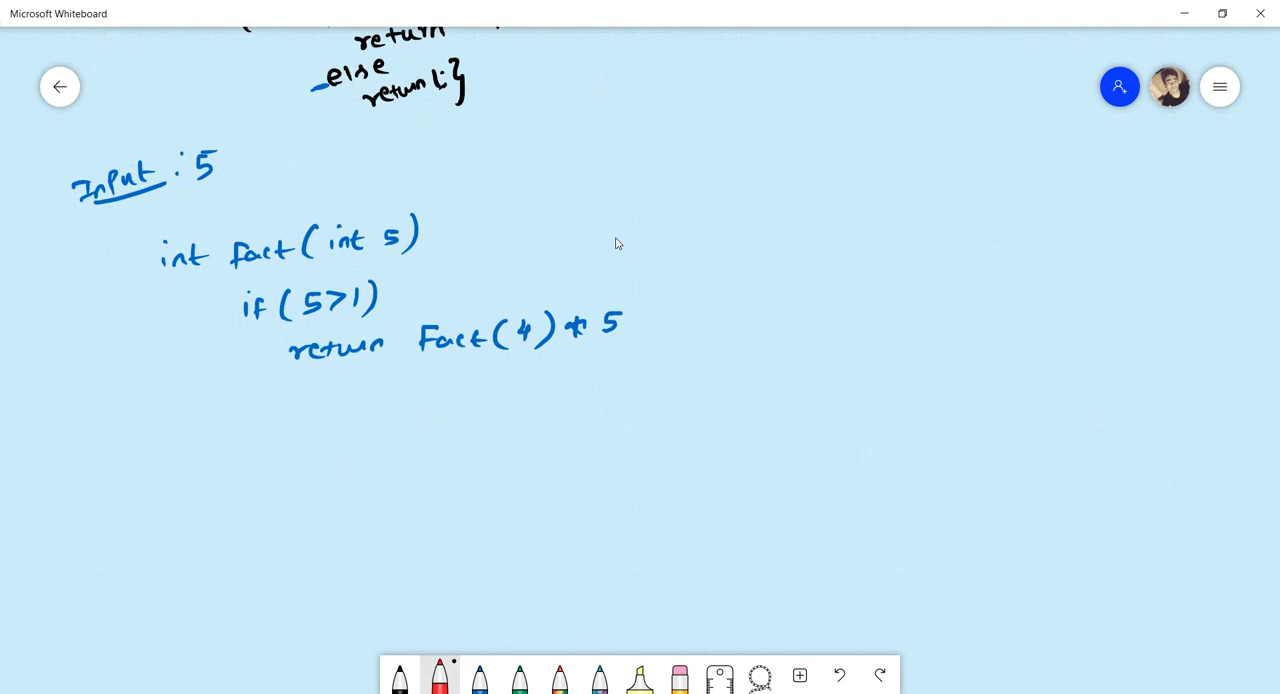 Microsoft Whiteboard
return
else
return 1;}
Input : 5
int fact(int 5)
if (5>1)
return Fact(4) * 5